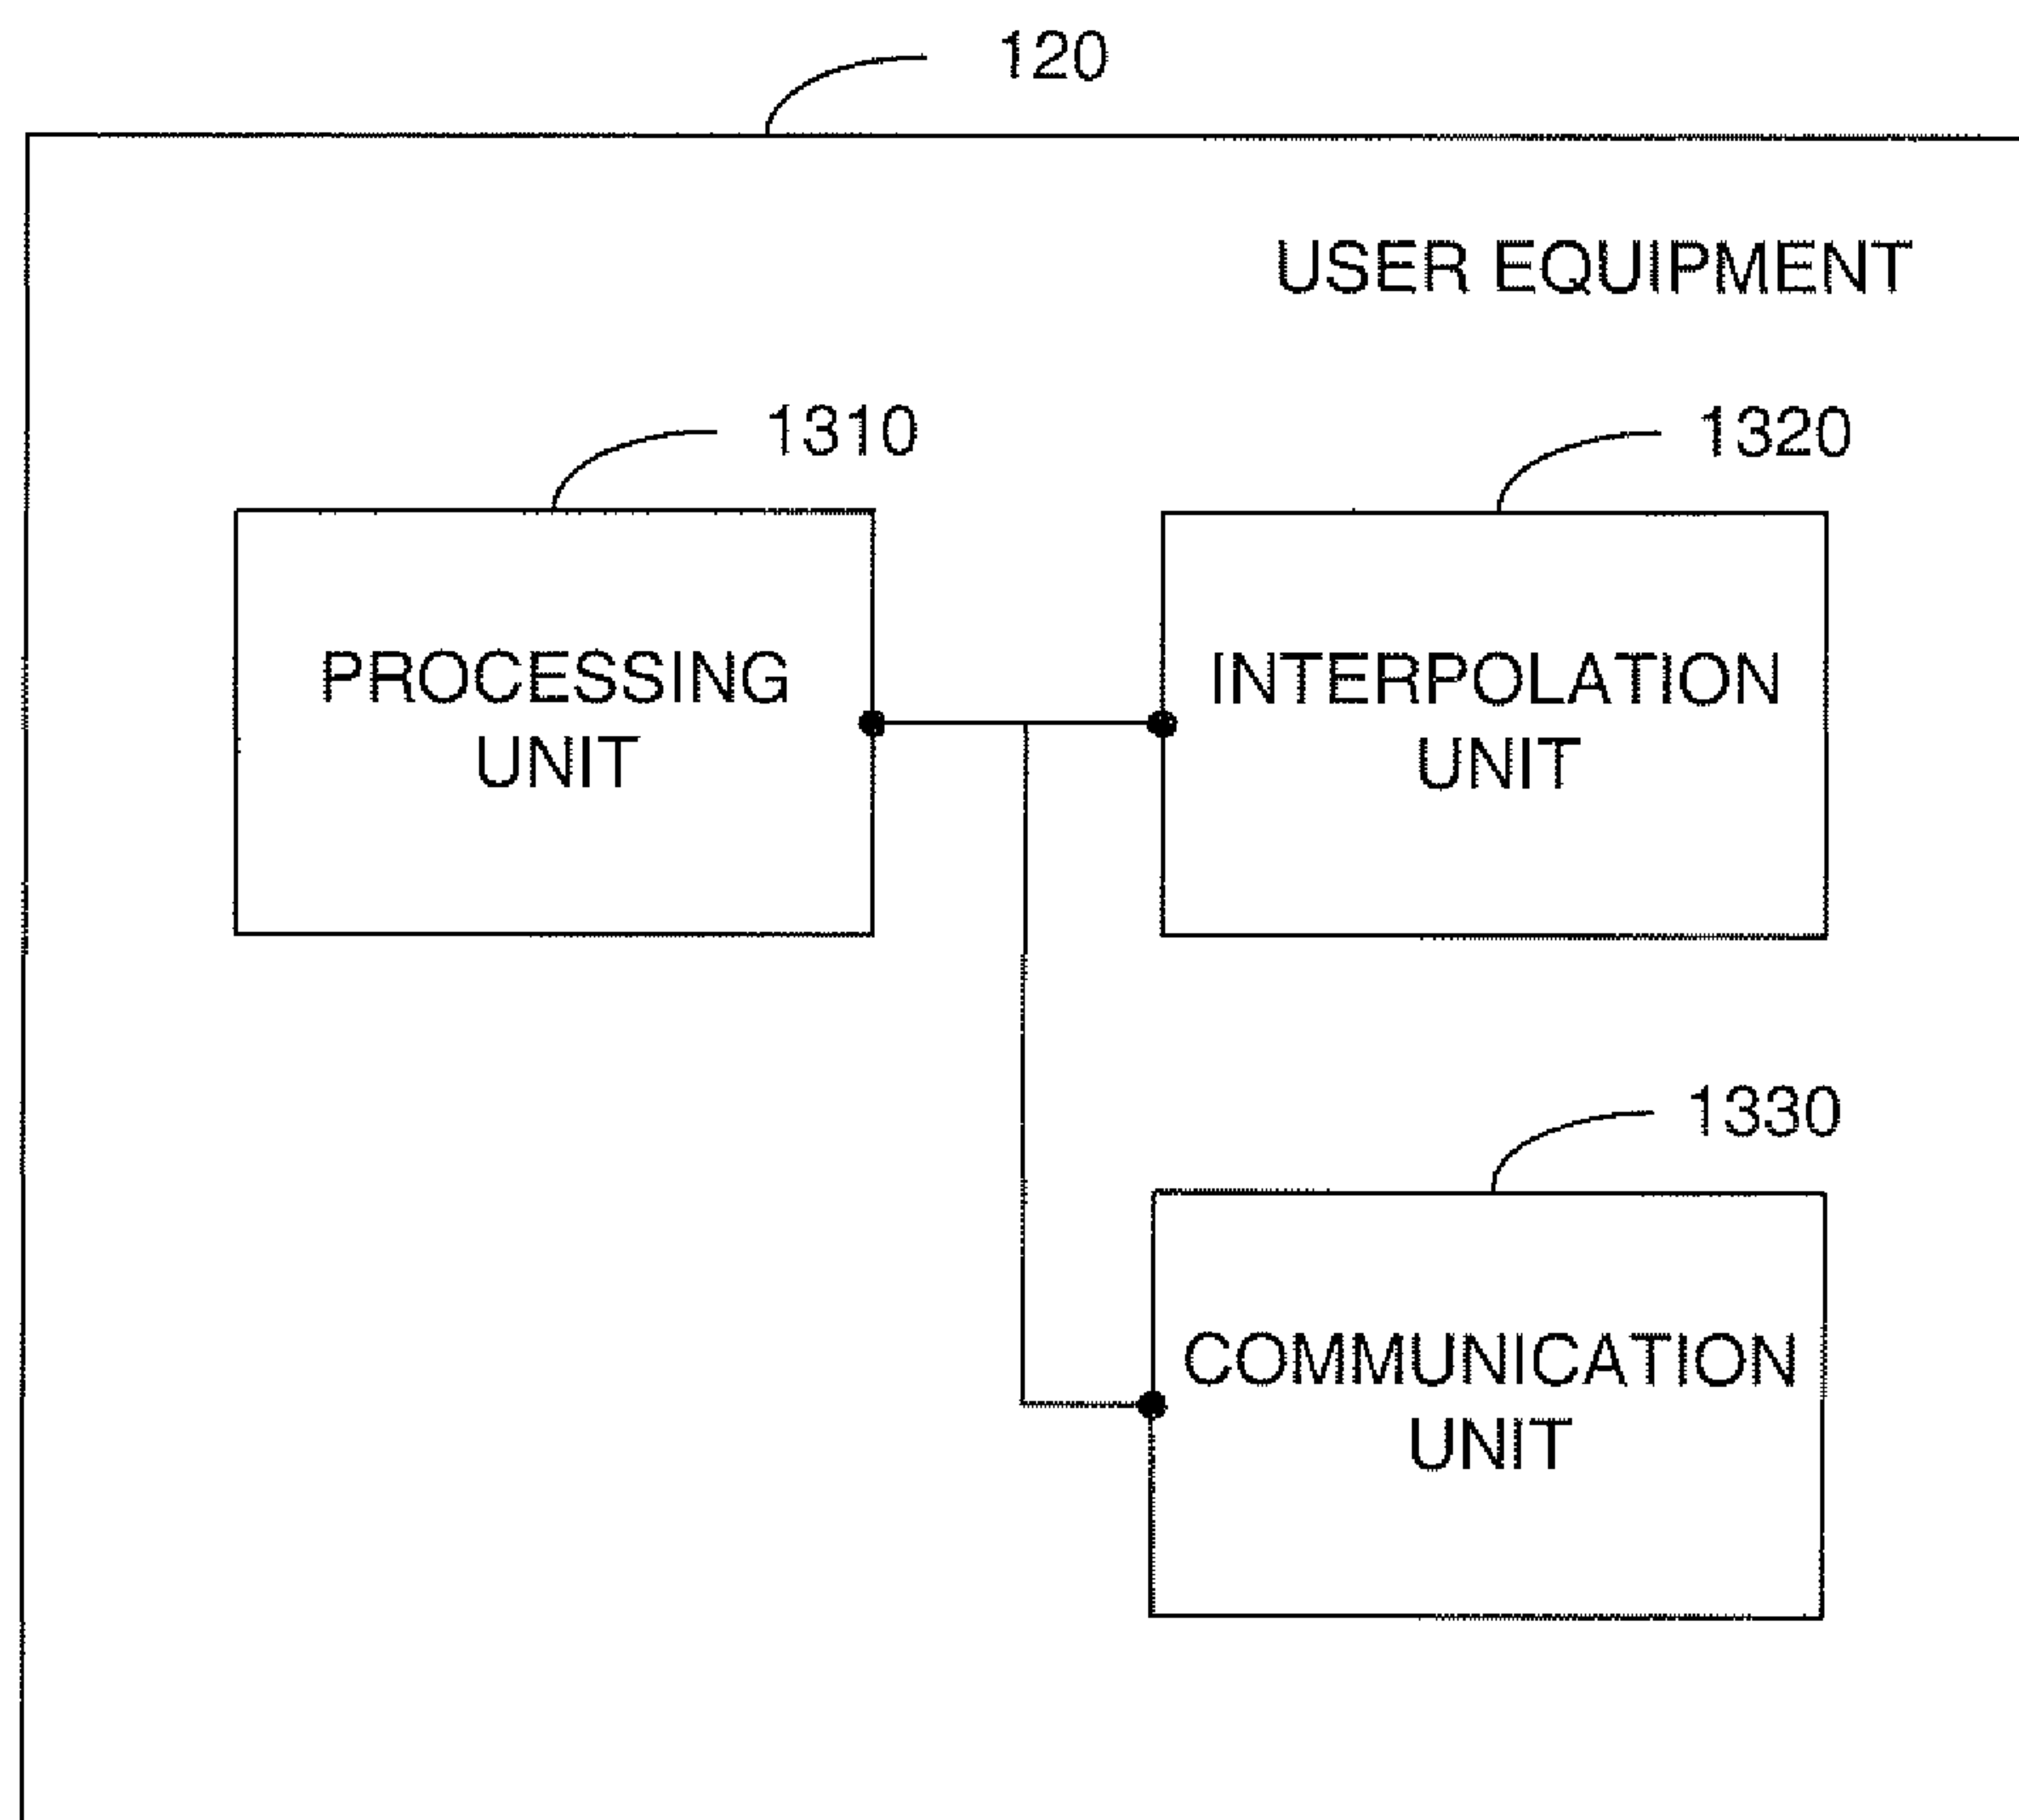 120
USER EQUIPMENT
1310
1320
PROCESSING
UNIT
INTERPOLATION
UNIT
1330
COMMUNICATION
UNIT